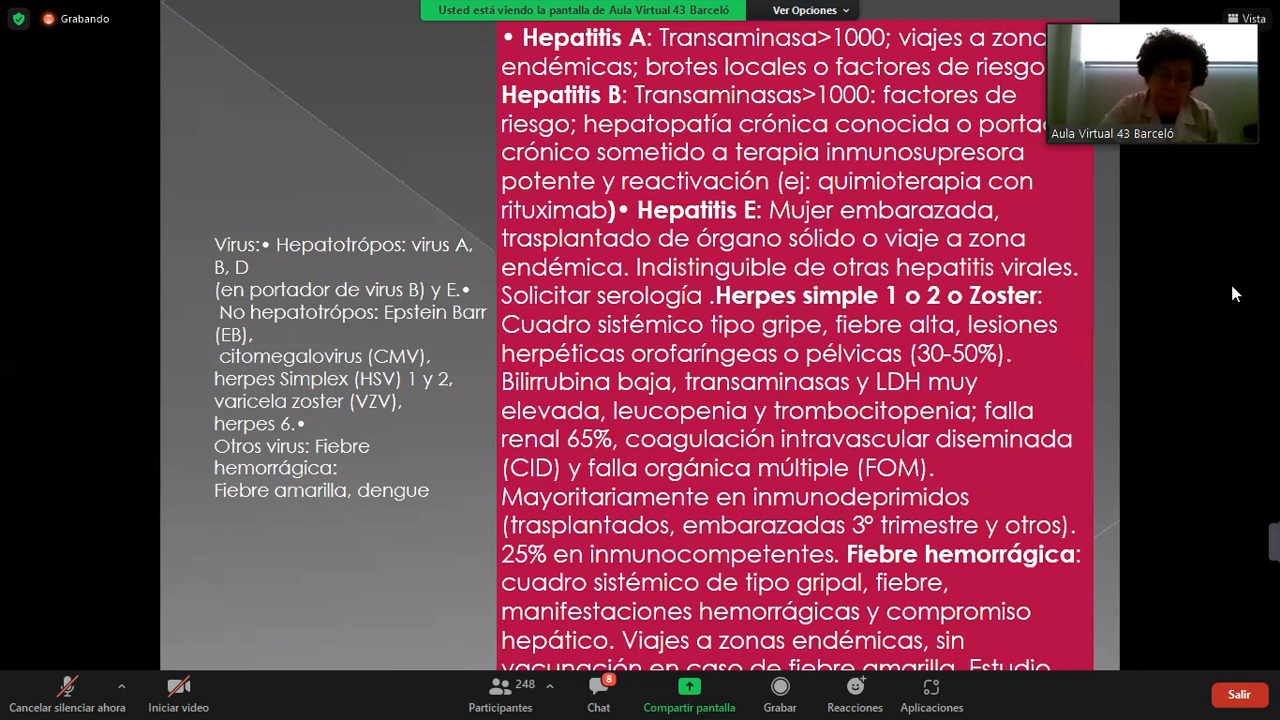 Grabando
Usted está viendo la pantalla de Aula Virtual 43 Barceló
Ver Opciones
Vista
• Hepatitis A: Transaminasa>1000; viajes a zona
endémicas; brotes locales o factores de riesgo
Hepatitis B: Transaminasas>1000: factores de
riesgo; hepatopatía crónica conocida o
crónico sometido a terapia inmunosupresora
potente y reactivación (ej: quimioterapia con
rituximab)• Hepatitis E: Mujer embarazada,
trasplantado de órgano sólido o viaje a zona
endémica. Indistinguible de otras hepatitis virales.
Solicitar serología .Herpes simple 1 o 2 o Zoster:
Cuadro sistémico tipo gripe, fiebre alta, lesiones
herpéticas orofaríngeas o pélvicas (30-50%).
Bilirrubina baja, transaminasas y LDH muy
elevada, leucopenia y trombocitopenia; falla
renal 65%, coagulación intravascular diseminada
(CID) y falla orgánica múltiple (FOM).
Mayoritariamente en inmunodeprimidos
(trasplantados, embarazadas 3º trimestre y otros).
25% en inmunocompetentes. Fiebre hemorrágica:
cuadro sistémico de tipo gripal, fiebre,
manifestaciones hemorrágicas y compromiso
hepático. Viajes a zonas endémicas, sin
vacunación en caso de fiebre amarilla. Estudio
Virus:• Hepatotrópos: virus A,
B, D
(en portador de virus B) y E.•
No hepatotrópos: Epstein Barr
(EB),
citomegalovirus (CMV),
herpes Simplex (HSV) 1 y 2,
varicela zoster (VZV),
herpes 6.•
Otros virus: Fiebre
hemorrágica:
Fiebre amarilla, dengue
Aula Virtual 43 Barceló
Cancelar silenciar ahora
Iniciar video
248
Participantes
8
Chat
Compartir pantalla
Grabar
Reacciones
Aplicaciones
Salir